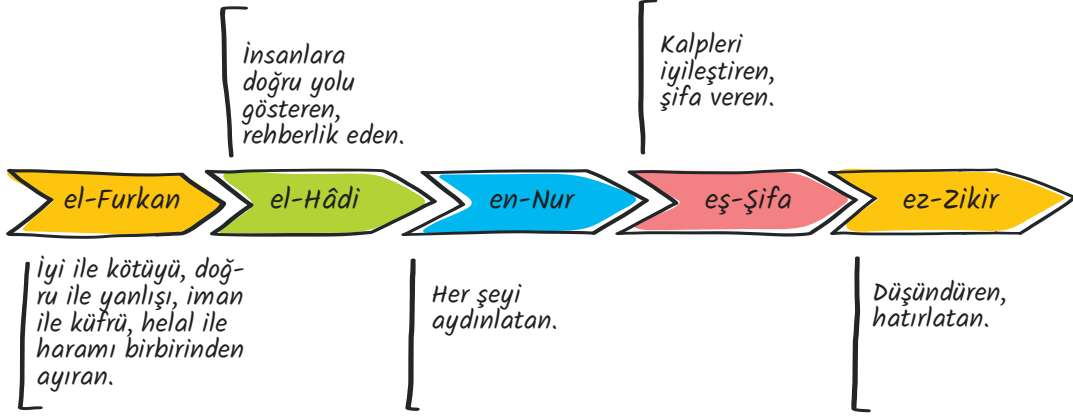 İnsanlara
doğru yolu
gösteren,
rehberlik eden.
Kalpleri
iyileştiren,
şifa veren.
el-Furkan
el-Hâdi
en-Nur
eş-Şifa
ez-Zikir
İyi ile kötüyü, doğ-
ru ile yanlışı, iman
ile küfrü, helal ile
haramı birbirinden
ayıran.
Her şeyi
aydınlatan.
Düşündüren,
hatırlatan.